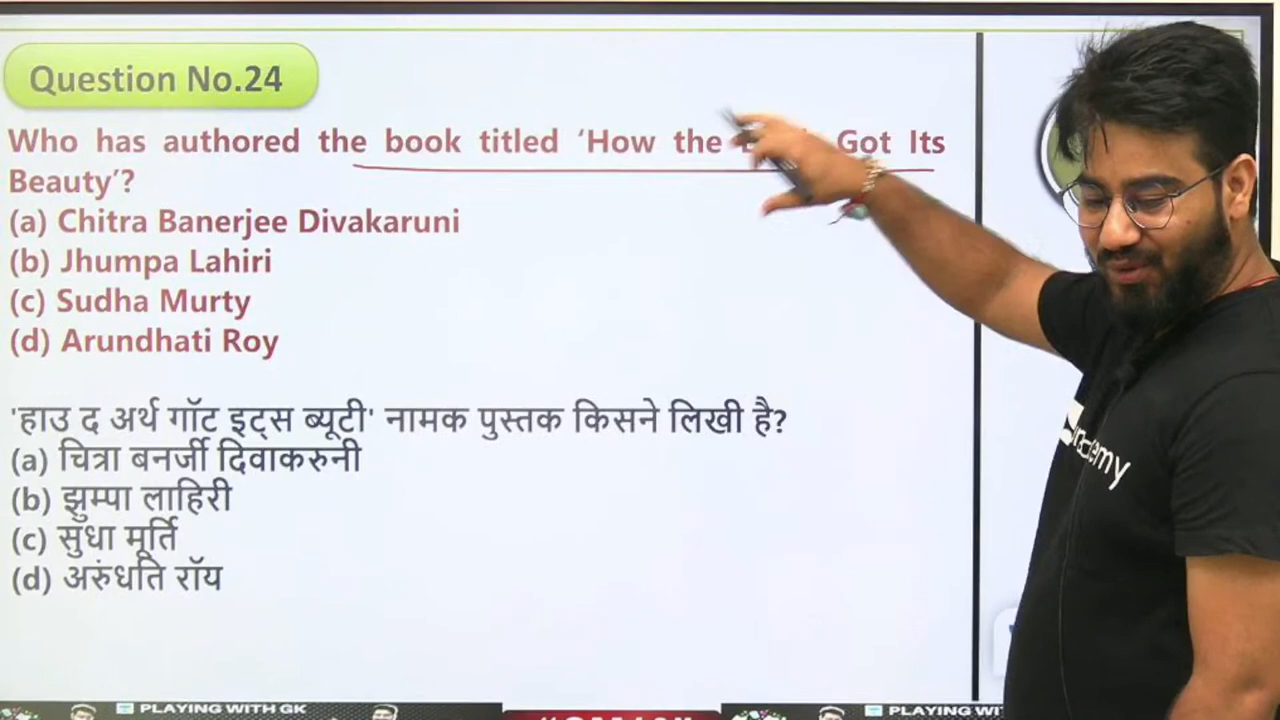 Question No.24
Who has authored the book titled ‘How the Got Its
Beauty’?
(a) Chitra Banerjee Divakaruni
(b) Jhumpa Lahiri
(c) Sudha Murty
(d) Arundhati Roy
'हाउ द अर्थ गॉट इट्स ब्यूटी' नामक पुस्तक किसने लिखी है?
(a) चित्रा बनर्जी दिवाकरुनी
(b) झुम्पा लाहिरी
(c) सुधा मूर्ति
(d) अरुंधति रॉय
PLAYING WITH GK
PLAYING WI